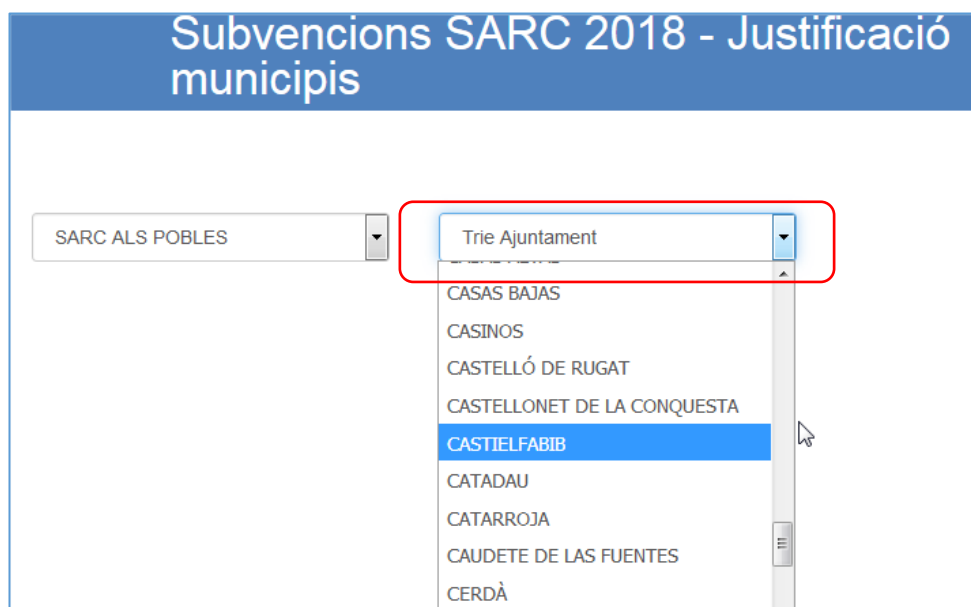 Subvencions SARC 2018 - Justificació
municipis
SARC ALS POBLES
Trie Ajuntament
CASAS BAJAS
CASINOS
CASTELLÓ DE RUGAT
CASTELLONET DE LA CONQUESTA
CASTIELFABIB
CATADAU
CATARROJA
CAUDETE DE LAS FUENTES
CERDÀ